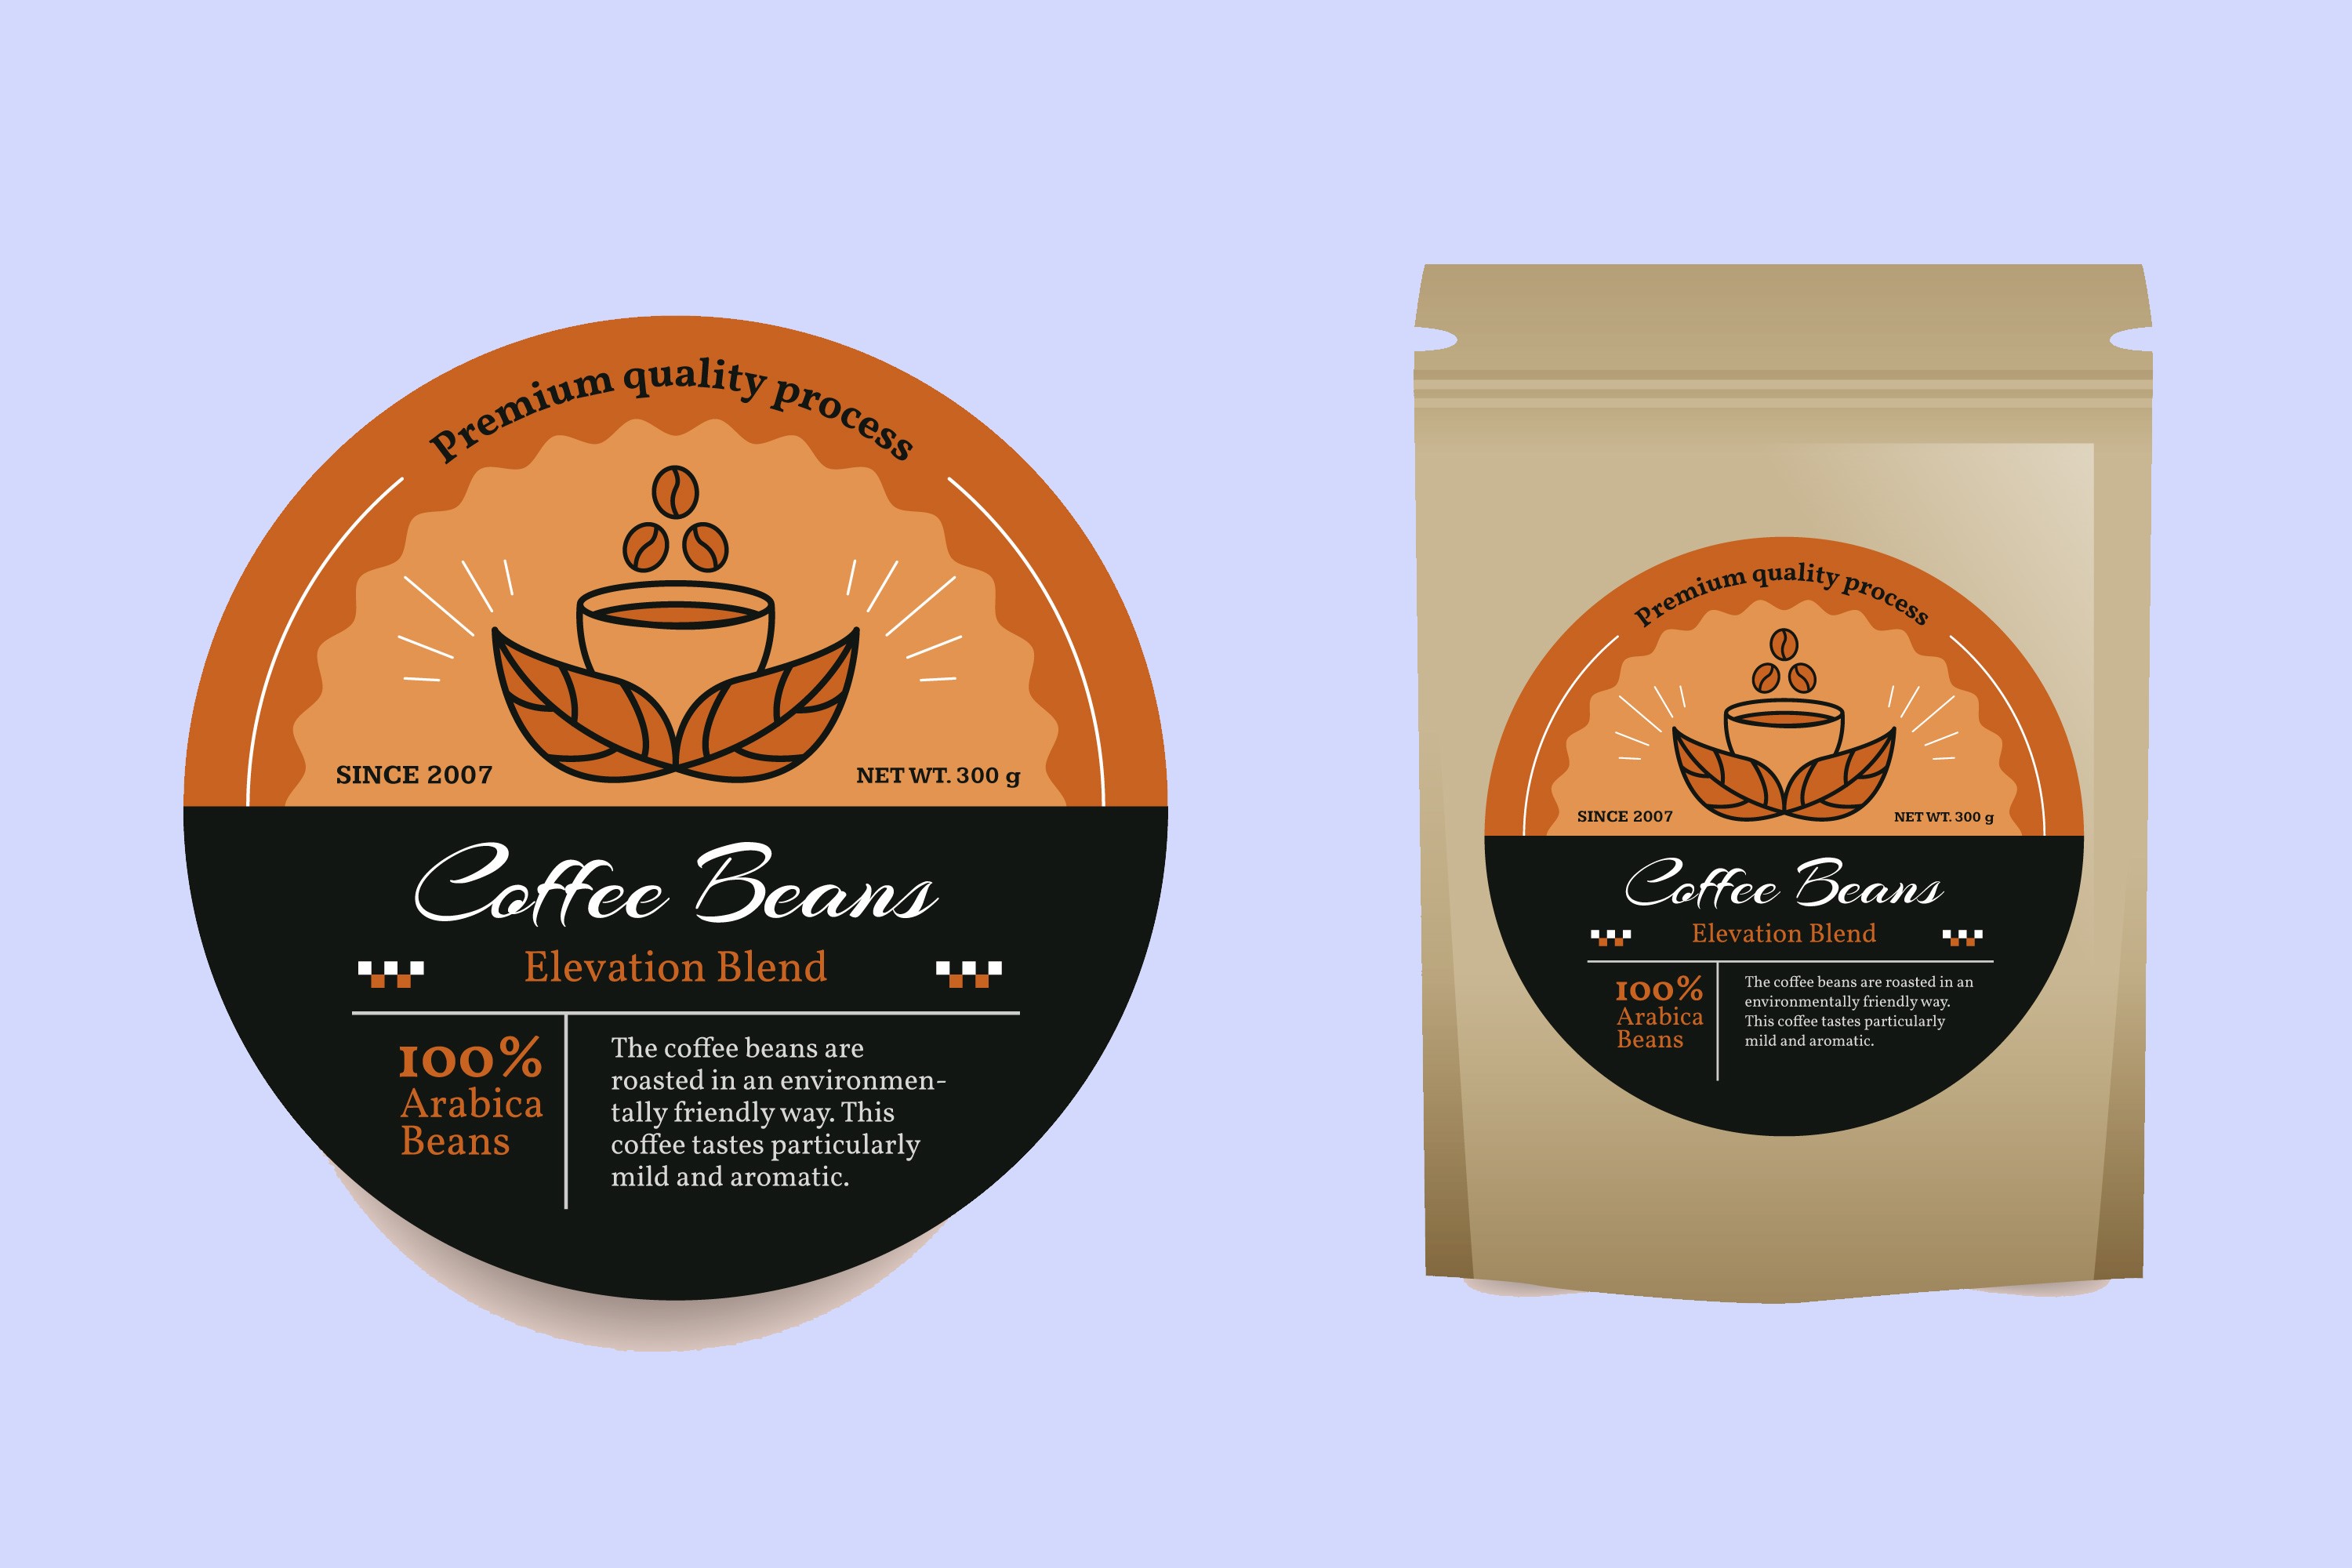 Premium quality process
SINCE 2007
NET WT. 300 g
Coffee Beans
Elevation Blend
100%
Arabica
Beans
The coffee beans are
roasted in an environmen-
tally friendly way. This
coffee tastes particularly
mild and aromatic.
Premium quality process
SINCE 2007
NET WT. 300 g
Coffee Beans
Elevation Blend
100%
Arabica
Beans
The coffee beans are roasted in an
environmentally friendly way.
This coffee tastes particularly
mild and aromatic.